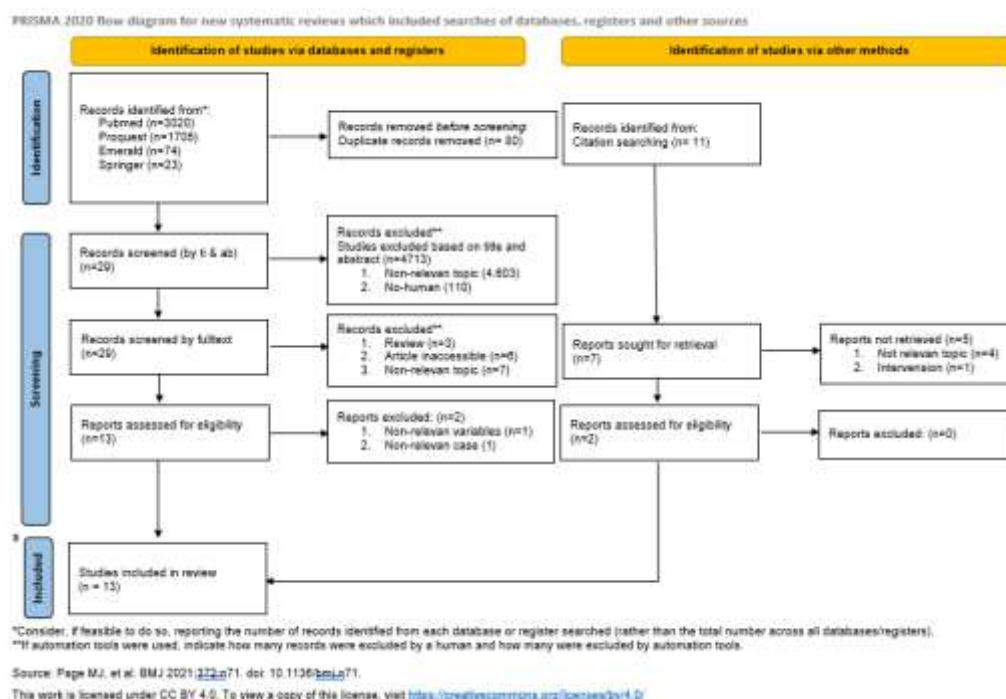 PRISMA 2020 flow diagram for new systematic reviews which included searches of databases, registers and other sources
Identification of studies via databases and registers
Identification of studies via other methods
Identification
Records identified from*:
Pubmed (n=3020)
Proquest (n=1705)
Emerald (n=74)
Springer (n=23)
Records removed before screening:
Duplicate records removed (n= 80)
Records identified from:
Citation searching (n= 11)
Screening
Records screened (by ti & ab)
(n=29)
Records excluded**
Studies excluded based on title and
abstract (n=4713)
1. Non-relevan topic (4.603)
2. No-human (110)
Records screened by fulltext
(n=29)
Records excluded**
1. Review (n=3)
2. Article inaccessible (n=6)
3. Non-relevan topic (n=7)
Reports sought for retrieval
(n=7)
Reports not retrieved (n=5)
1. Not relevan topic (n=4)
2. Intervension (n=1)
Reports assessed for eligibility
(n=13)
Reports excluded: (n=2)
1. Non-relevan variables (n=1)
2. Non-relevan case (1)
Reports assessed for eligibility
(n=2)
Reports excluded: (n=0)
Included
Studies included in review
(n = 13)
*Consider, if feasible to do so, reporting the number of records identified from each database or register searched (rather than the total number across all databases/registers).
**If automation tools were used, indicate how many records were excluded by a human and how many were excluded by automation tools.
Source: Page MJ, et al. BMJ 2021;372:n71. doi: 10.1136/bmj.n71.
This work is licensed under CC BY 4.0. To view a copy of this license, visit https://creativecommons.org/licenses/by/4.0/